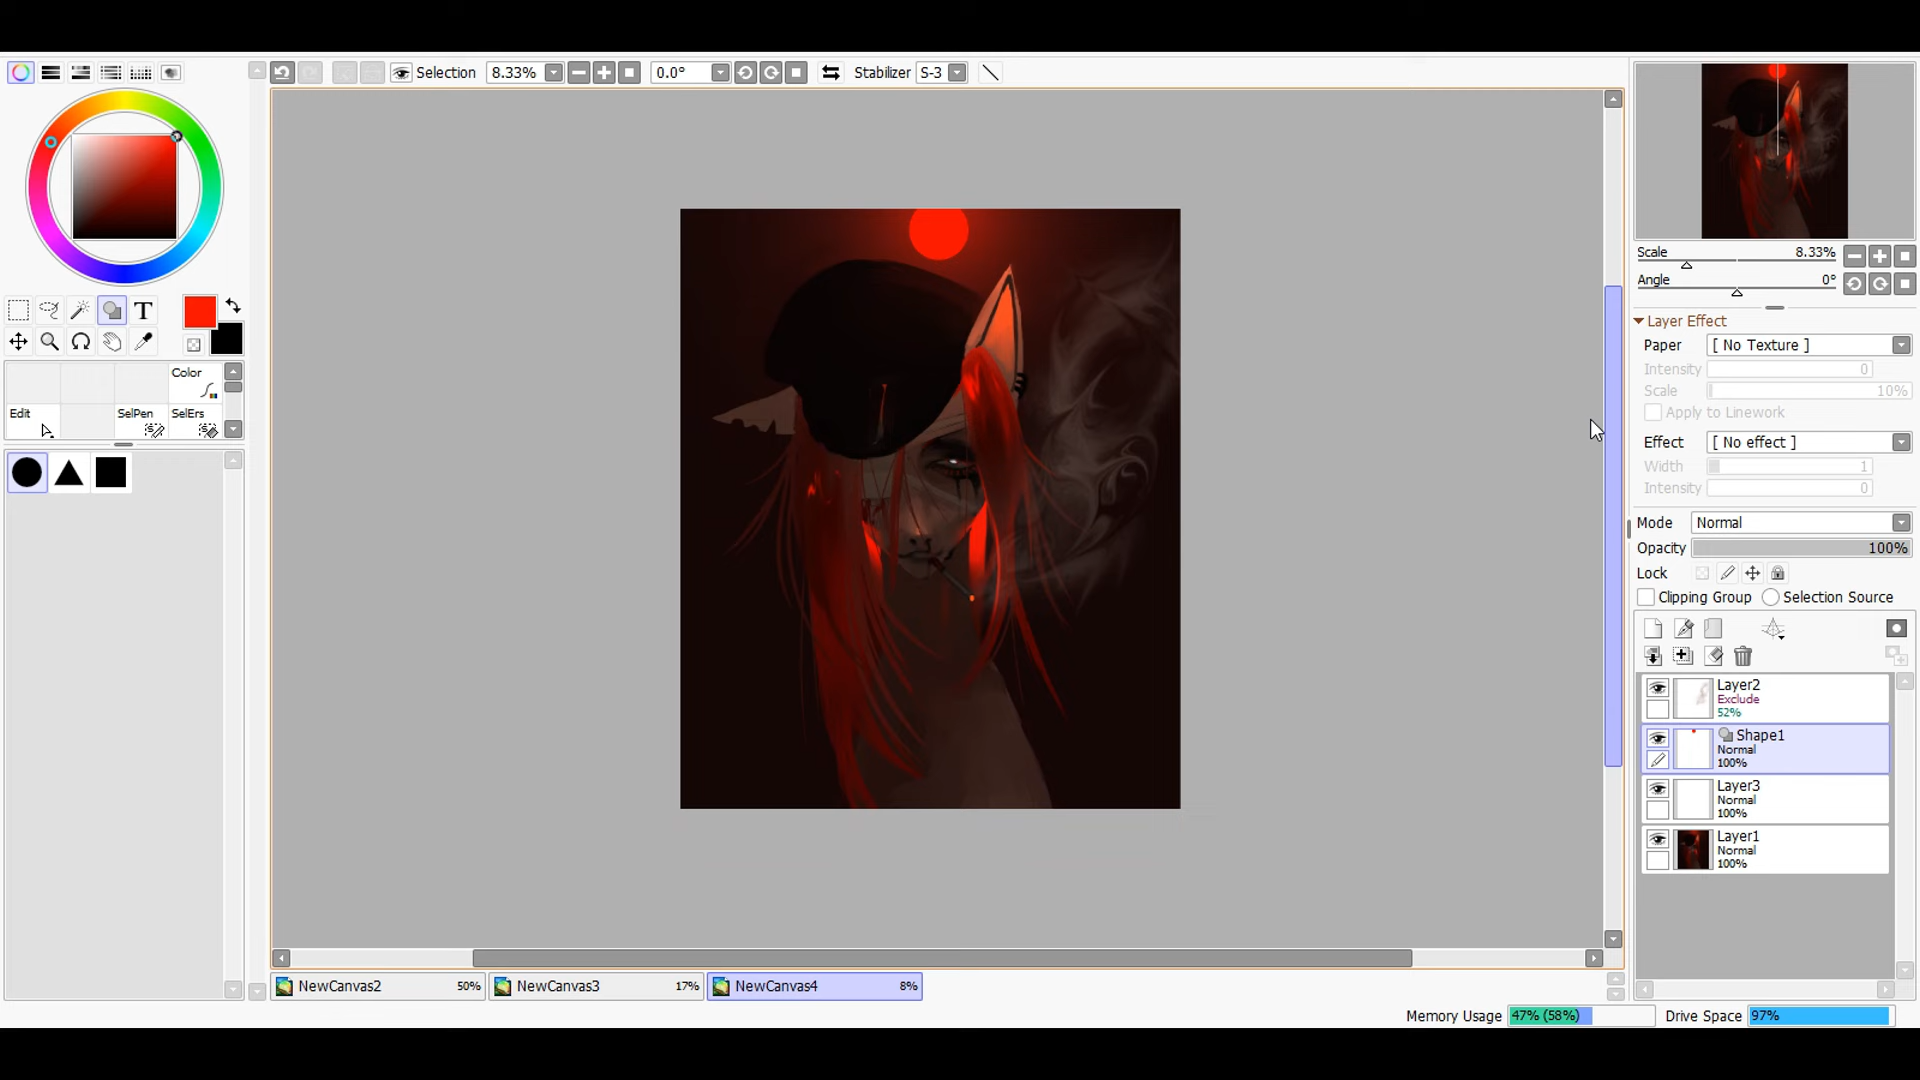 Selection 8.33% 0.0° Stabilizer S-3
T
Color
Edit SelPen SelErs
Scale 8.33%
Angle 0°
Layer Effect
Paper [ No Texture ]
Intensity 0
Scale 10%
Apply to Linework
Effect [ No effect ]
Width 1
Intensity 0
Mode Normal
Opacity 100%
Lock
Clipping Group Selection Source
Layer2
Exclude
52%
Shape1
Normal
100%
Layer3
Normal
100%
Layer1
Normal
100%
NewCanvas2 50% NewCanvas3 17% NewCanvas4 8%
Memory Usage 47% (58%) Drive Space 97%